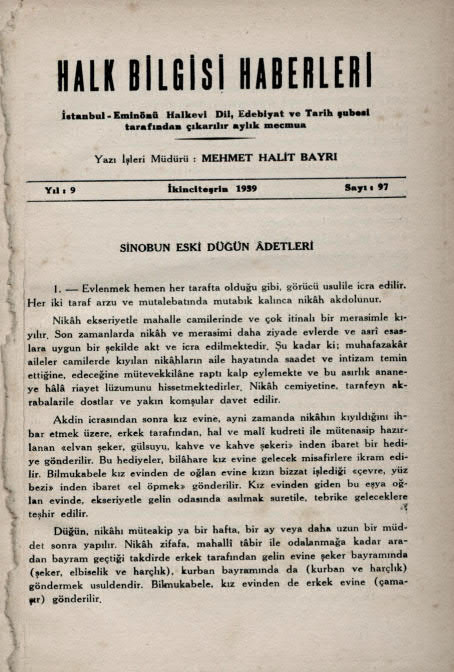 HALK BİLGİSİ HABERLERİ
İstanbul - Eminönü Halkevi Dil, Edebiyat ve Tarih şubesi
tarafından çıkarılır aylık mecmua
Yazı İşleri Müdürü : MEHMET HALİT BAYRI
Yıl : 9 İkinciteşrin 1939 Sayı : 97
SİNOBUN ESKİ DÜĞÜN ÂDETLERİ
1. — Evlenmek hemen her tarafta olduğu gibi, görücü usulile icra edilir.
Her iki taraf arzu ve mutalebatında mutabık kalınca nikâh akdolunur.
Nikâh ekseriyetle mahalle camilerinde ve çok itinalı bir merasimle kı-
yılır. Son zamanlarda nikâh ve merasimi daha ziyade evlerde ve asrî esas-
lara uygun bir şekilde akt ve icra edilmektedir. Şu kadar ki; muhafazakâr
aileler camilerde kıyılan nikâhların aile hayatında saadet ve intizam temin
ettiğine, edeceğine mütevekkilâne raptı kalp eylemekte ve bu asırlık anane-
ye hâlâ riayet lüzumunu hissetmektedirler. Nikâh cemiyetine, tarafeyn ak-
rabalarile dostlar ve yakın komşular davet edilir.
Akdin icrasından sonra kız evine, ayni zamanda nikâhın kıyıldığını ih-
bar etmek üzere, erkek tarafından, hal ve malî kudreti ile mütenasip hazır-
lanan «elvan şeker, gülsuyu, kahve ve kahve şekeri» inden ibaret bir hedi-
ye gönderilir. Bu hediyeler, bilâhare kız evine gelecek misafirlere ikram edi-
lir. Bilmukabele kız evinden de oğlan evine kızın bizzat işlediği «çevre, yüz
bezi» inden ibaret «el öpmek» gönderilir. Kız evinden giden bu eşya oğ-
lan evinde, ekseriyetle gelin odasında asılmak suretile, tebrike geleceklere
teşhir edilir.
Düğün, nikâhı müteakip ya bir hafta, bir ay veya daha uzun bir müd-
det sonra yapılır. Nikâh zifafa, mahallî tâbir ile odalanmağa kadar ara-
dan bayram geçtiği takdirde erkek tarafından gelin evine şeker bayramında
(şeker, elbiselik ve harçlık), kurban bayramında da (kurban ve harçlık)
göndermek usuldendir. Bilmukabele, kız evinden de erkek evine (çama-
şır) gönderilir.